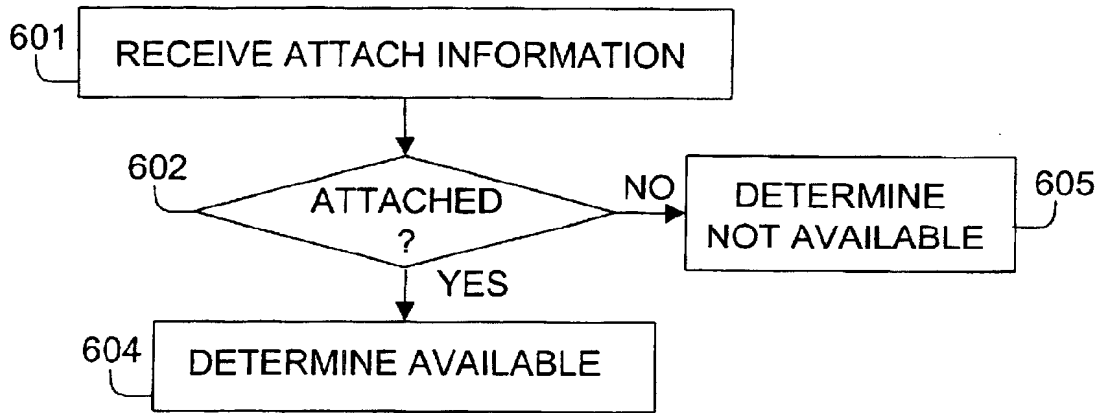 601
RECEIVE ATTACH INFORMATION
602
ATTACHED
?
NO
DETERMINE
NOT AVAILABLE
605
YES
604
DETERMINE AVAILABLE